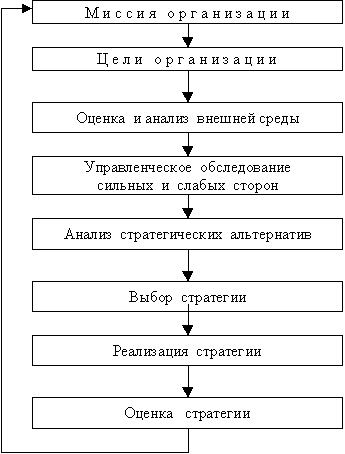 Миссия организации
Цели организации
Оценка и анализ внешней среды
Управленческое обследование
сильных и слабых сторон
Анализ стратегических альтернатив
Выбор стратегии
Реализация стратегии
Оценка стратегии